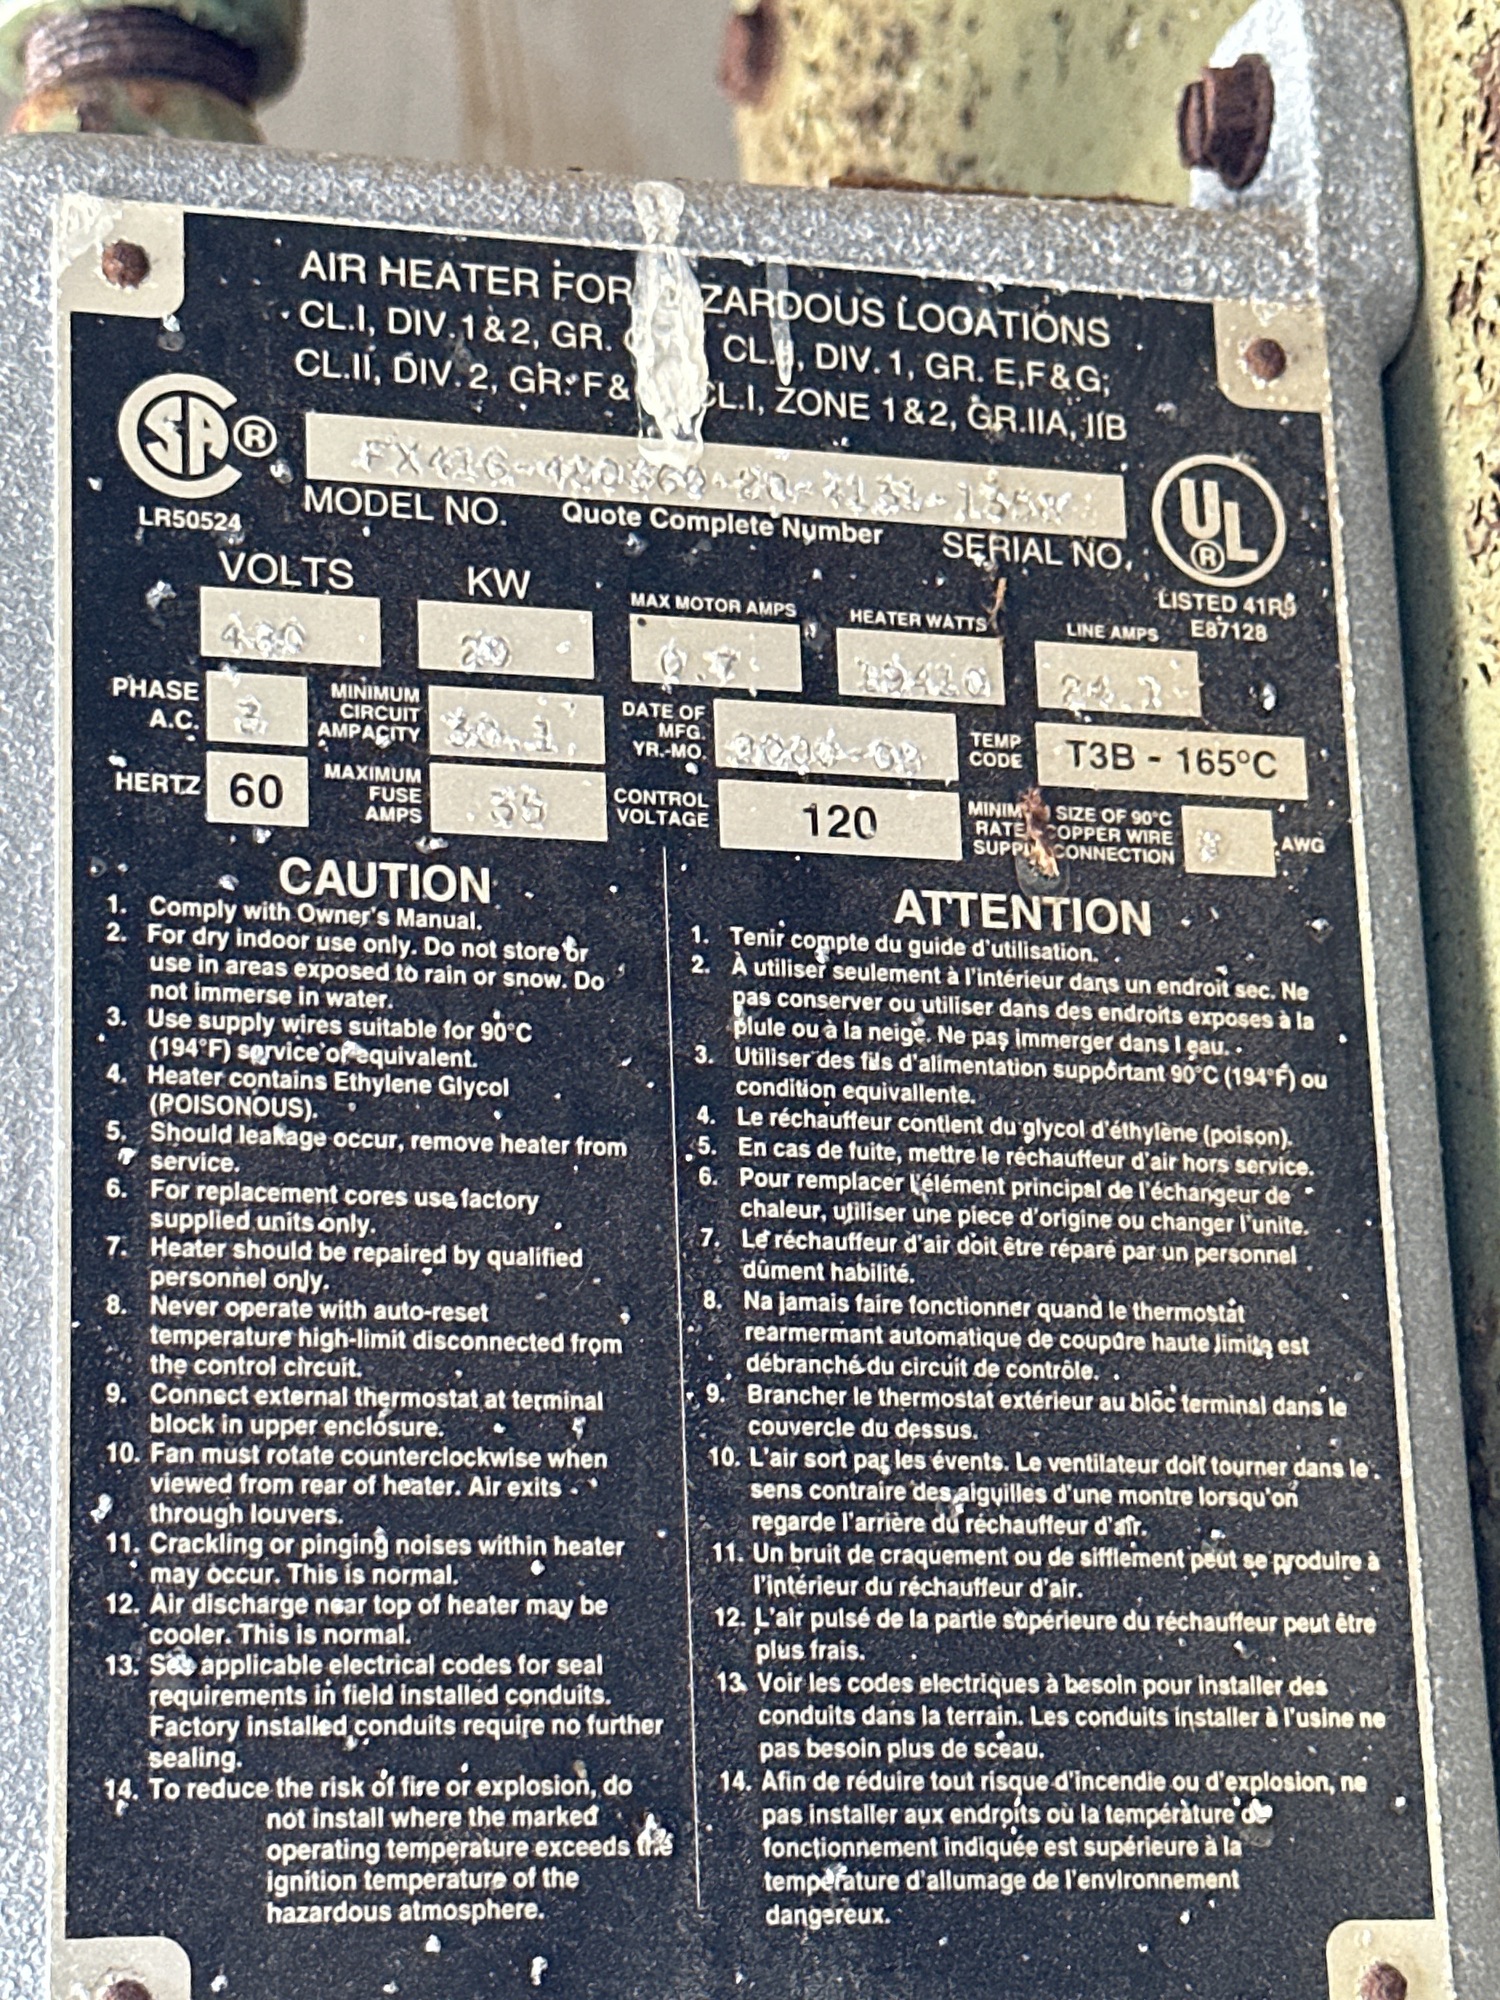 AIR HEATER FOR HAZARDOUS LOCATIONS
CL.I, DIV. 1 & 2, GR. CL. DIV. 1, GR. E,F & G;
CL.II, DIV. 2, GR. F & CL.I, ZONE 1 & 2, GR.IIA, IIB
SA ®
LR50524
MODEL NO. Quote Complete Number SERIAL NO.
UL ®
LISTED 41R9
E87128
VOLTS KW MAX MOTOR AMPS HEATER WATTS LINE AMPS
20 19410
PHASE A.C. 3
MINIMUM CIRCUIT AMPACITY 30.1
DATE OF MFG. YR.-MO.
TEMP CODE T3B - 165°C
HERTZ 60
MAXIMUM FUSE AMPS 35
CONTROL VOLTAGE 120
SIZE OF 90°C
COPPER WIRE
CONNECTION
AWG
CAUTION
1. Comply with Owner's Manual.
2. For dry indoor use only. Do not store or
use in areas exposed to rain or snow. Do
not immerse in water.
3. Use supply wires suitable for 90°C
(194°F) service or equivalent.
4. Heater contains Ethylene Glycol
(POISONOUS).
5. Should leakage occur, remove heater from
service.
6. For replacement cores use factory
supplied units only.
7. Heater should be repaired by qualified
personnel only.
8. Never operate with auto-reset
temperature high-limit disconnected from
the control circuit.
9. Connect external thermostat at terminal
block in upper enclosure.
10. Fan must rotate counterclockwise when
viewed from rear of heater. Air exits
through louvers.
11. Crackling or pinging noises within heater
may occur. This is normal.
12. Air discharge near top of heater may be
cooler. This is normal.
13. See applicable electrical codes for seal
requirements in field installed conduits.
Factory installed conduits require no further
sealing.
14. To reduce the risk of fire or explosion, do
not install where the marked
operating temperature exceeds the
ignition temperature of the
hazardous atmosphere.
ATTENTION
1. Tenir compte du guide d'utilisation.
2. À utiliser seulement à l'intérieur dans un endroit sec. Ne
pas conserver ou utiliser dans des endroits exposes à la
pluie ou à la neige. Ne pas immerger dans l eau.
3. Utiliser des fils d'alimentation supportant 90°C (194°F) ou
condition equivallente.
4. Le réchauffeur contient du glycol d'éthylène (poison).
5. En cas de fuite, mettre le réchauffeur d'air hors service.
6. Pour remplacer l'élément principal de l'échangeur de
chaleur, utiliser une piece d'origine ou changer l'unite.
7. Le réchauffeur d'air doit être réparé par un personnel
dûment habilité.
8. Na jamais faire fonctionner quand le thermostat
rearmermant automatique de coupûre haute limite est
débranché du circuit de contrôle.
9. Brancher le thermostat extérieur au bloc terminal dans le
couvercle du dessus.
10. L'air sort par les évents. Le ventilateur doit tourner dans le
sens contraire des aiguilles d'une montre lorsqu'on
regarde l'arrière du réchauffeur d'air.
11. Un bruit de craquement ou de sifflement peut se produire à
l'intérieur du réchauffeur d'air.
12. L'air pulsé de la partie supérieure du réchauffeur peut être
plus frais.
13. Voir les codes electriques à besoin pour installer des
conduits dans la terrain. Les conduits installer à l'usine ne
pas besoin plus de sceau.
14. Afin de réduire tout risque d'incendie ou d'explosion, ne
pas installer aux endroits où la température de
fonctionnement indiquée est supérieure à la
température d'allumage de l'environnement
dangereux.